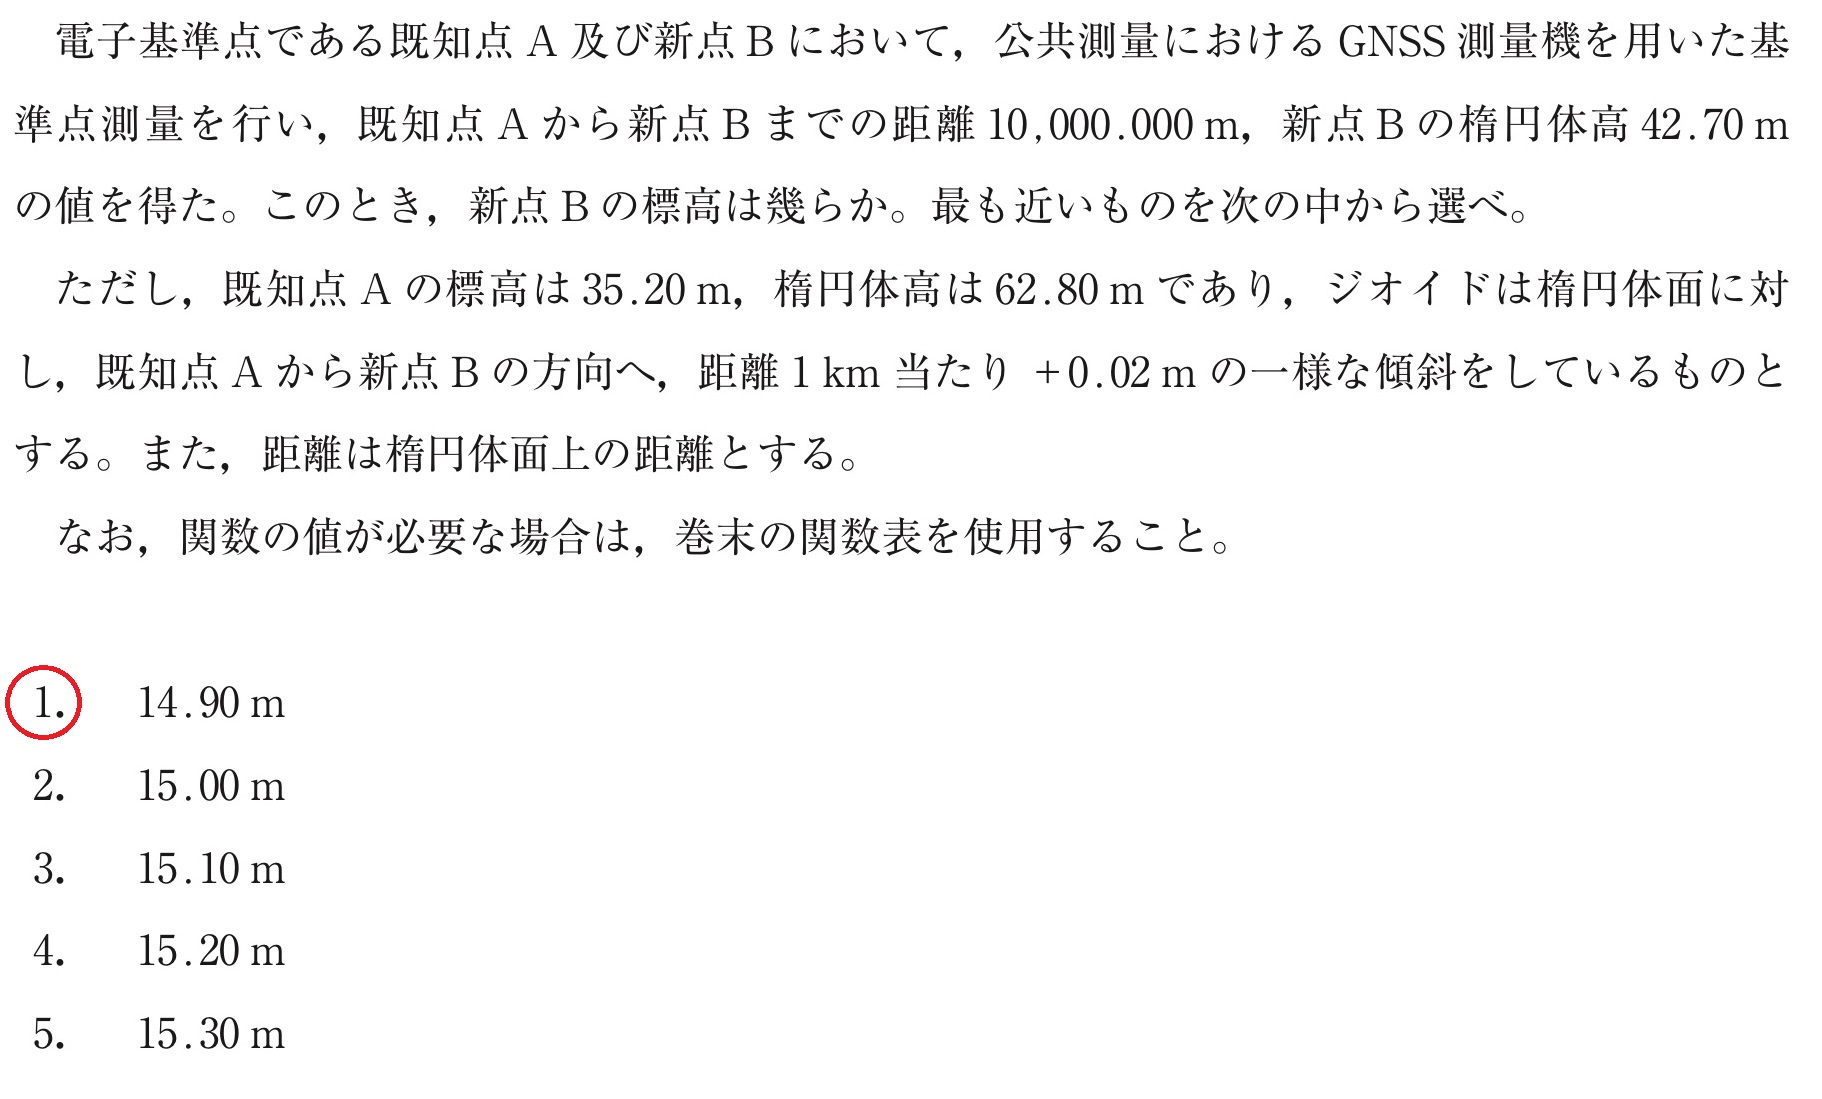 電子基準点である既知点 A 及び新点 B において，公共測量における GNSS 測量機を用いた基
準点測量を行い，既知点 A から新点 B までの距離 10,000.000 m，新点 B の楕円体高 42.70 m
の値を得た。このとき，新点 B の標高は幾らか。最も近いものを次の中から選べ。
ただし，既知点 A の標高は 35.20 m，楕円体高は 62.80 m であり，ジオイドは楕円体面に対
し，既知点 A から新点 B の方向へ，距離 1 km 当たり +0.02 m の一様な傾斜をしているものと
する。また，距離は楕円体面上の距離とする。
なお，関数の値が必要な場合は，巻末の関数表を使用すること。
1. 14.90 m
2. 15.00 m
3. 15.10 m
4. 15.20 m
5. 15.30 m